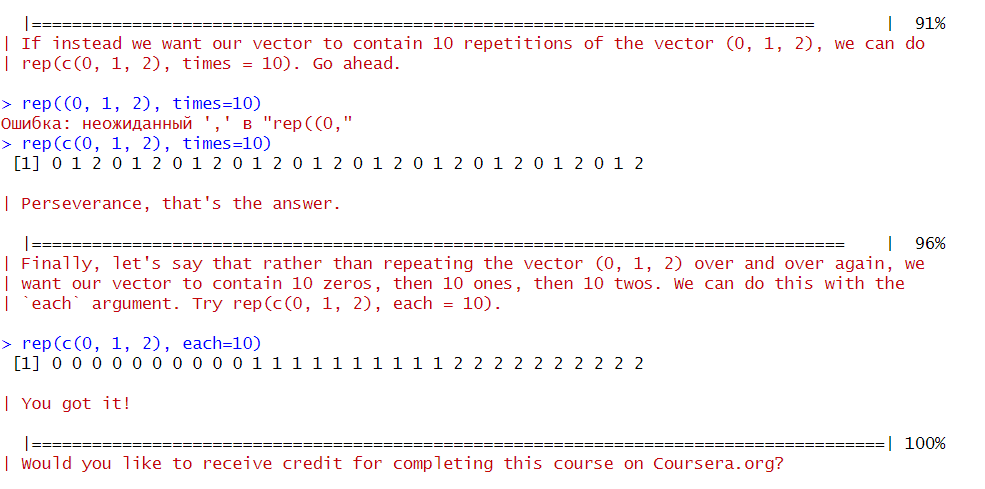 |==============================================================================       |  91%
| If instead we want our vector to contain 10 repetitions of the vector (0, 1, 2), we can do
| rep(c(0, 1, 2), times = 10). Go ahead.
> rep((0, 1, 2), times=10)
Ошибка: неожиданный ',' в "rep((0,"
> rep(c(0, 1, 2), times=10)
[1] 0 1 2 0 1 2 0 1 2 0 1 2 0 1 2 0 1 2 0 1 2 0 1 2 0 1 2 0 1 2
| Perseverance, that's the answer.
|=================================================================================    |  96%
| Finally, let's say that rather than repeating the vector (0, 1, 2) over and over again, we
| want our vector to contain 10 zeros, then 10 ones, then 10 twos. We can do this with the
| `each` argument. Try rep(c(0, 1, 2), each = 10).
> rep(c(0, 1, 2), each=10)
[1] 0 0 0 0 0 0 0 0 0 0 1 1 1 1 1 1 1 1 1 1 2 2 2 2 2 2 2 2 2 2
| You got it!
|=====================================================================================| 100%
| Would you like to receive credit for completing this course on Coursera.org?